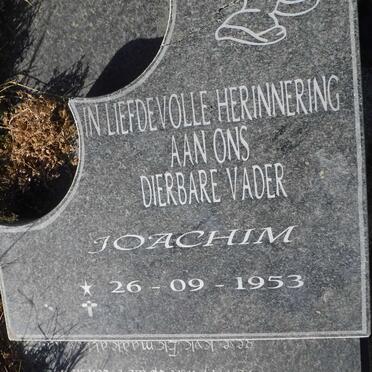 IN LIEFDEVOLLE HERINNERING
AAN ONS
DIERBARE VADER
JOACHIM
★ 26 - 09 - 1953
✝